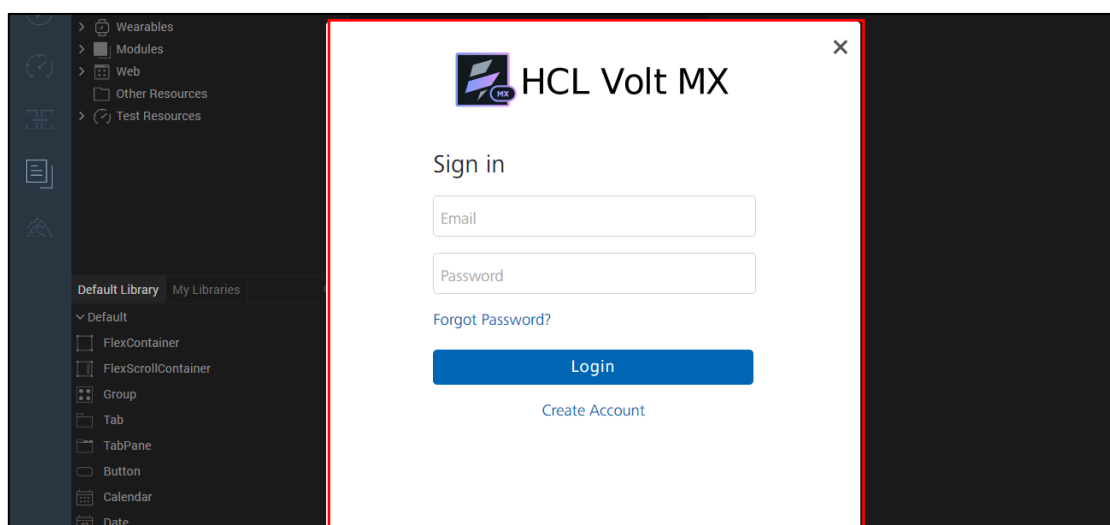 Wearables
Modules
Web
Other Resources
Test Resources
Default Library My Libraries
Default
FlexContainer
FlexScrollContainer
Group
Tab
TabPane
Button
Calendar
Date
MX HCL Volt MX
Sign in
Email
Password
Forgot Password?
Login
Create Account